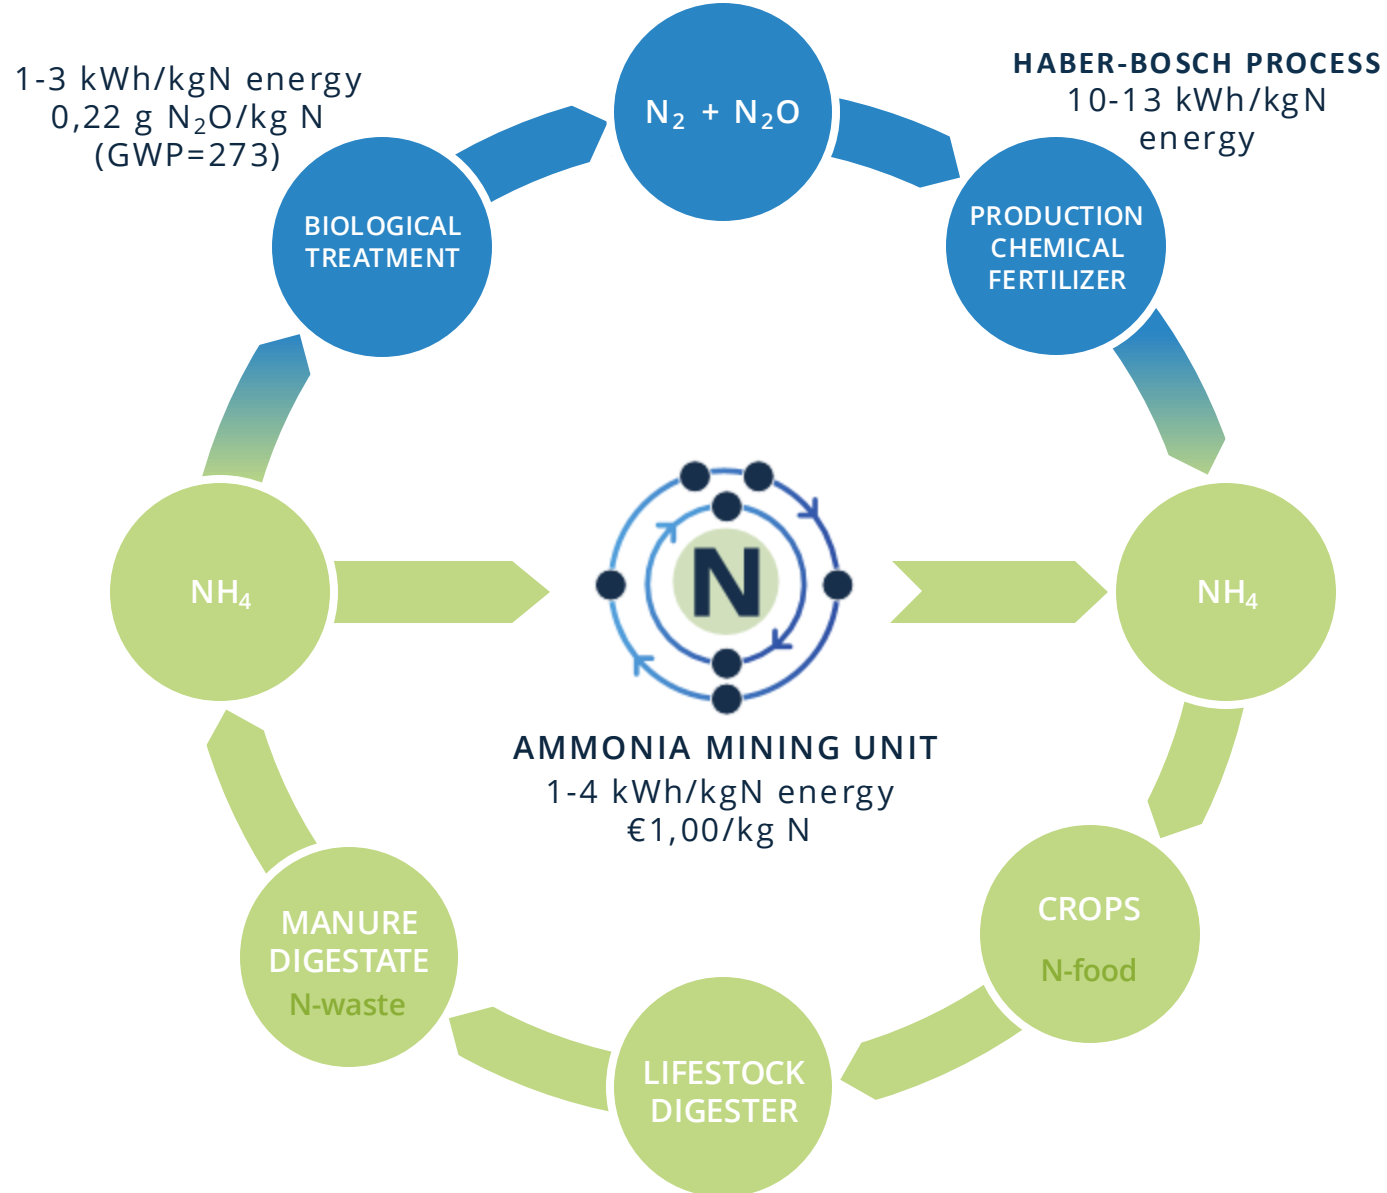 1-3 kWh/kgN energy
0,22 g N₂O/kg N
(GWP=273)
N₂ + N₂O
HABER-BOSCH PROCESS
10-13 kWh/kgN
energy
BIOLOGICAL
TREATMENT
PRODUCTION
CHEMICAL
FERTILIZER
NH₄
N
NH₄
AMMONIA MINING UNIT
1-4 kWh/kgN energy
€1,00/kg N
MANURE
DIGESTATE
N-waste
CROPS
N-food
LIFESTOCK
DIGESTER